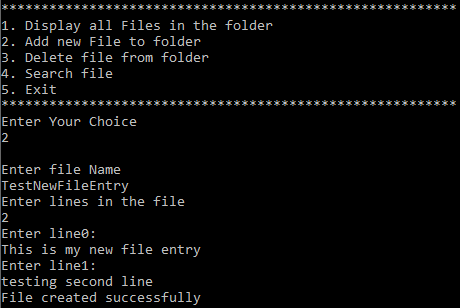 *********************************************************
1. Display all Files in the folder
2. Add new File to folder
3. Delete file from folder
4. Search file
5. Exit
*********************************************************
Enter Your Choice
2
Enter file Name
TestNewFileEntry
Enter lines in the file
2
Enter line0:
This is my new file entry
Enter line1:
testing second line
File created successfully